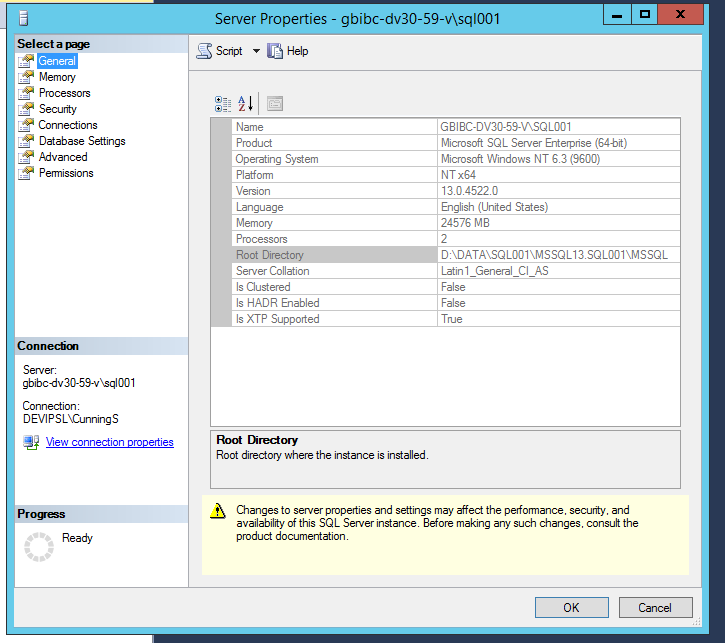 Server Properties - gbibc-dv30-59-v\sql001
Select a page
General
Memory
Processors
Security
Connections
Database Settings
Advanced
Permissions
Script
Help
Name GBIBC-DV30-59-V\SQL001
Product Microsoft SQL Server Enterprise (64-bit)
Operating System Microsoft Windows NT 6.3 (9600)
Platform NT x64
Version 13.0.4522.0
Language English (United States)
Memory 24576 MB
Processors 2
Root Directory D:\DATA\SQL001\MSSQL13.SQL001\MSSQL
Server Collation Latin1_General_CI_AS
Is Clustered False
Is HADR Enabled False
Is XTP Supported True
Connection
Server:
gbibc-dv30-59-v\sql001
Connection:
DEVIPSL\CunningS
View connection properties
Root Directory
Root directory where the instance is installed.
Progress
Ready
Changes to server properties and settings may affect the performance, security, and
availability of this SQL Server instance. Before making any such changes, consult the
product documentation.
OK
Cancel